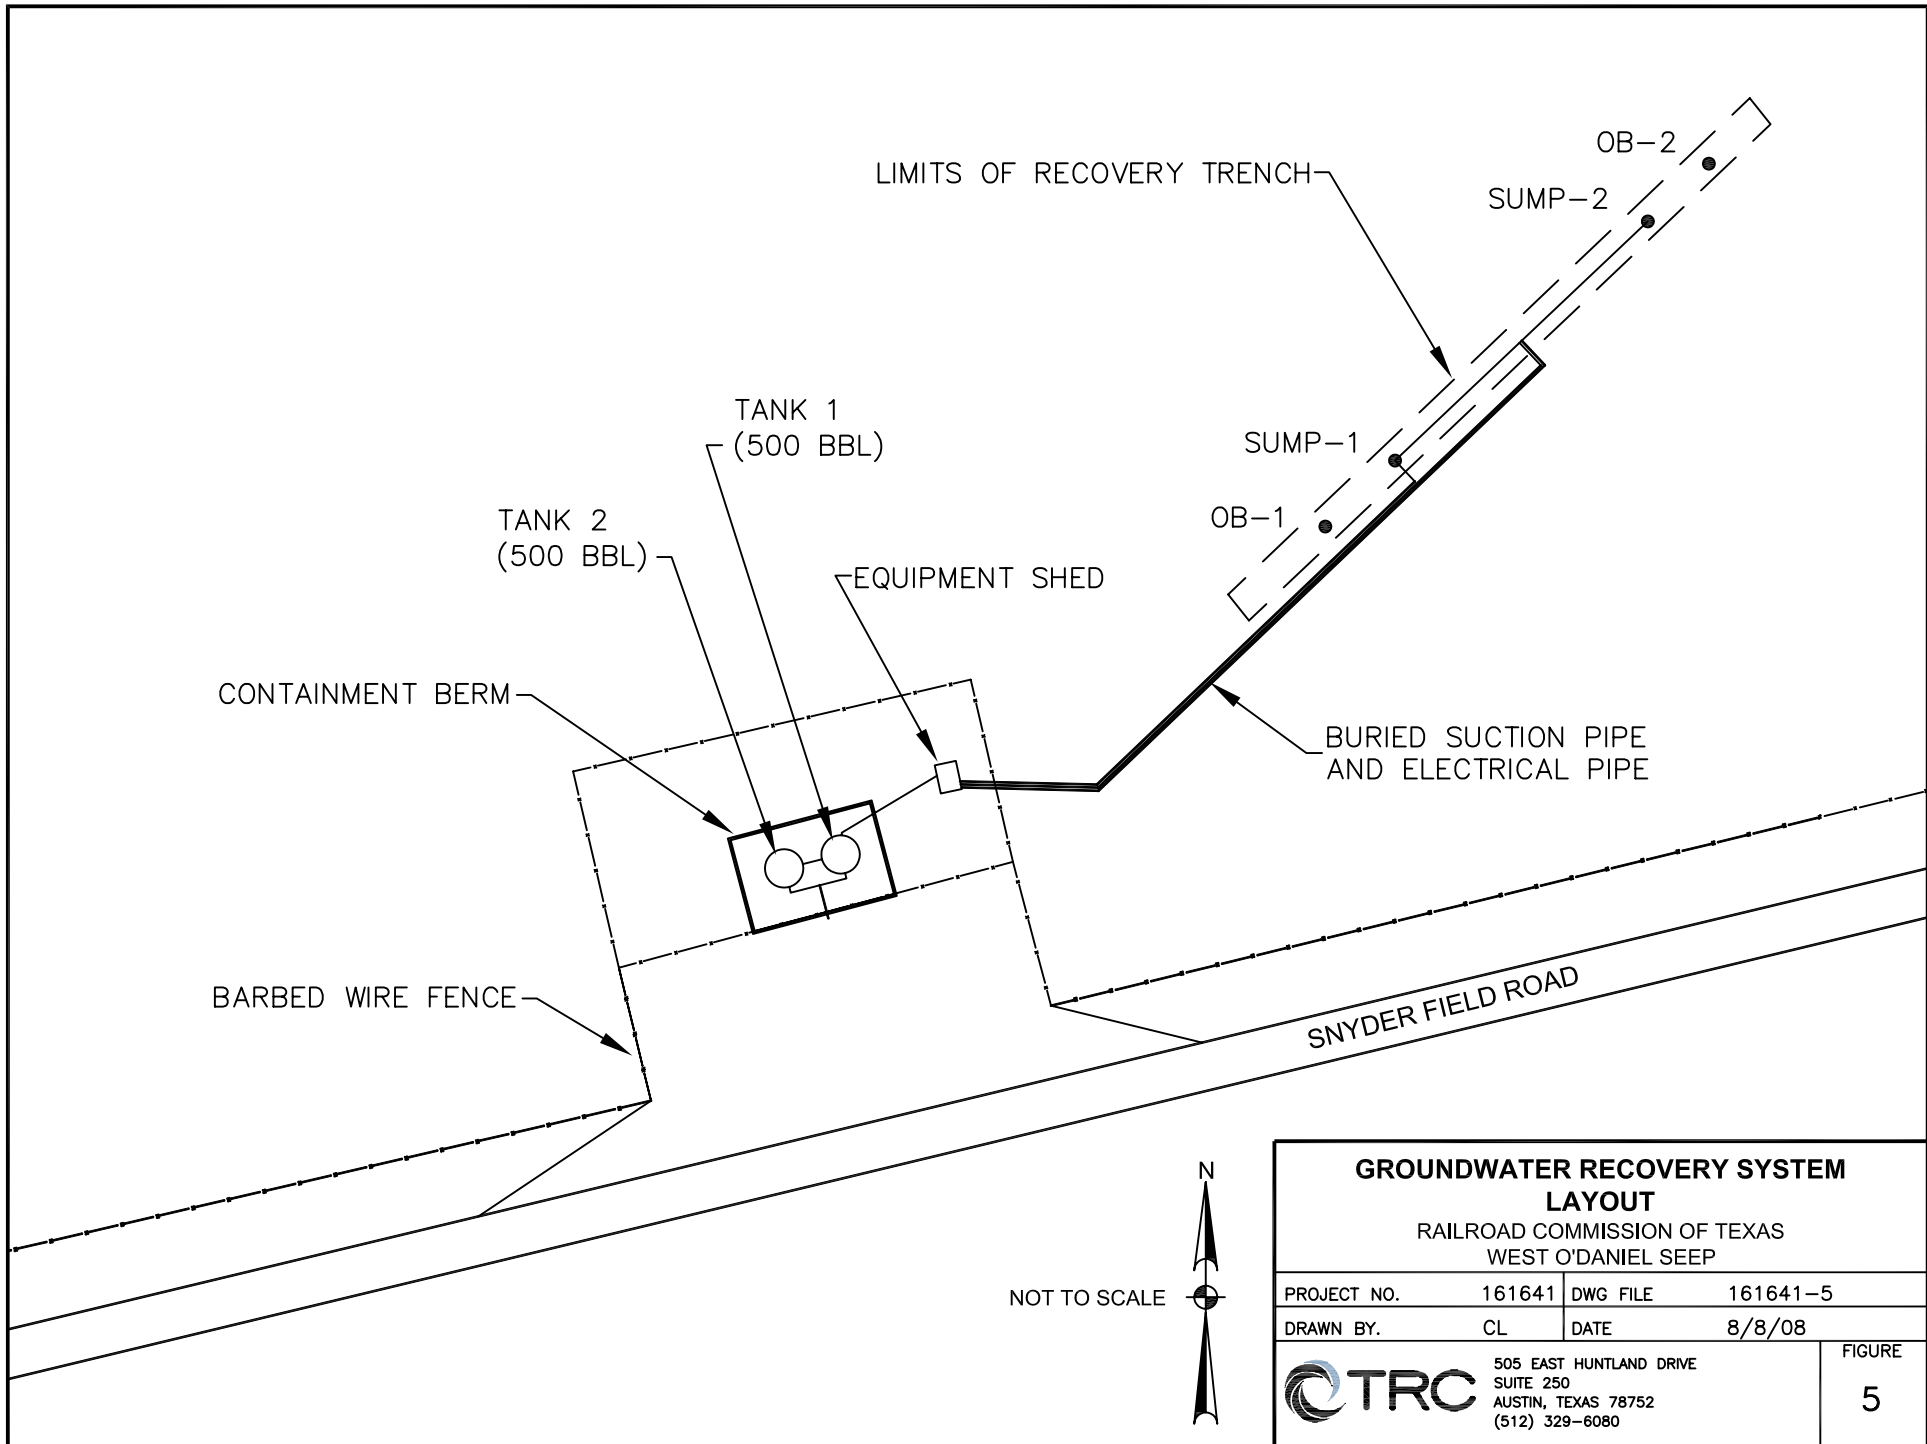 OB-2
LIMITS OF RECOVERY TRENCH
SUMP-2
TANK 1
(500 BBL)
SUMP-1
TANK 2
(500 BBL)
OB-1
EQUIPMENT SHED
CONTAINMENT BERM
BURIED SUCTION PIPE
AND ELECTRICAL PIPE
BARBED WIRE FENCE
SNYDER FIELD ROAD
N
NOT TO SCALE
GROUNDWATER RECOVERY SYSTEM
LAYOUT
RAILROAD COMMISSION OF TEXAS
WEST O'DANIEL SEEP
PROJECT NO. 161641 DWG FILE 161641-5
DRAWN BY. CL DATE 8/8/08
TRC
505 EAST HUNTLAND DRIVE
SUITE 250
AUSTIN, TEXAS 78752
(512) 329-6080
FIGURE
5